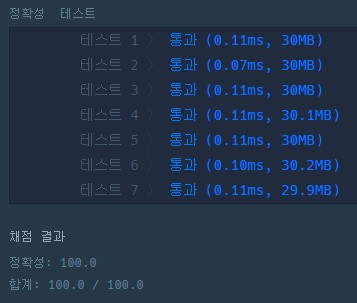 정확성 테스트
테스트 1 〉 통과 (0.11ms, 30MB)
테스트 2 〉 통과 (0.07ms, 30MB)
테스트 3 〉 통과 (0.11ms, 30MB)
테스트 4 〉 통과 (0.11ms, 30.1MB)
테스트 5 〉 통과 (0.11ms, 30MB)
테스트 6 〉 통과 (0.10ms, 30.2MB)
테스트 7 〉 통과 (0.11ms, 29.9MB)
채점 결과
정확성: 100.0
합계: 100.0 / 100.0